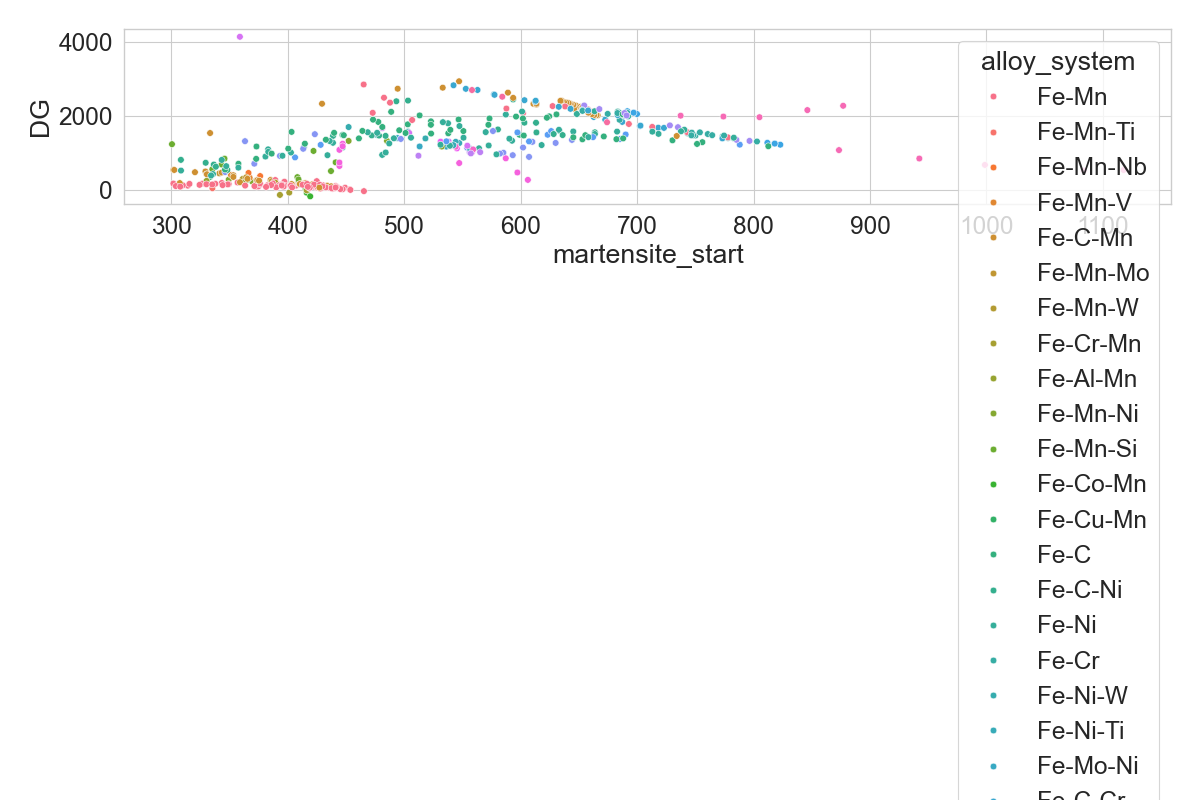 4000
2000
0
DG
300 400 500 600 700 800 900 1000 1100
martensite_start
alloy_system
Fe-Mn
Fe-Mn-Ti
Fe-Mn-Nb
Fe-Mn-V
Fe-C-Mn
Fe-Mn-Mo
Fe-Mn-W
Fe-Cr-Mn
Fe-Al-Mn
Fe-Mn-Ni
Fe-Mn-Si
Fe-Co-Mn
Fe-Cu-Mn
Fe-C
Fe-C-Ni
Fe-Ni
Fe-Cr
Fe-Ni-W
Fe-Ni-Ti
Fe-Mo-Ni
Fe-C-Cr